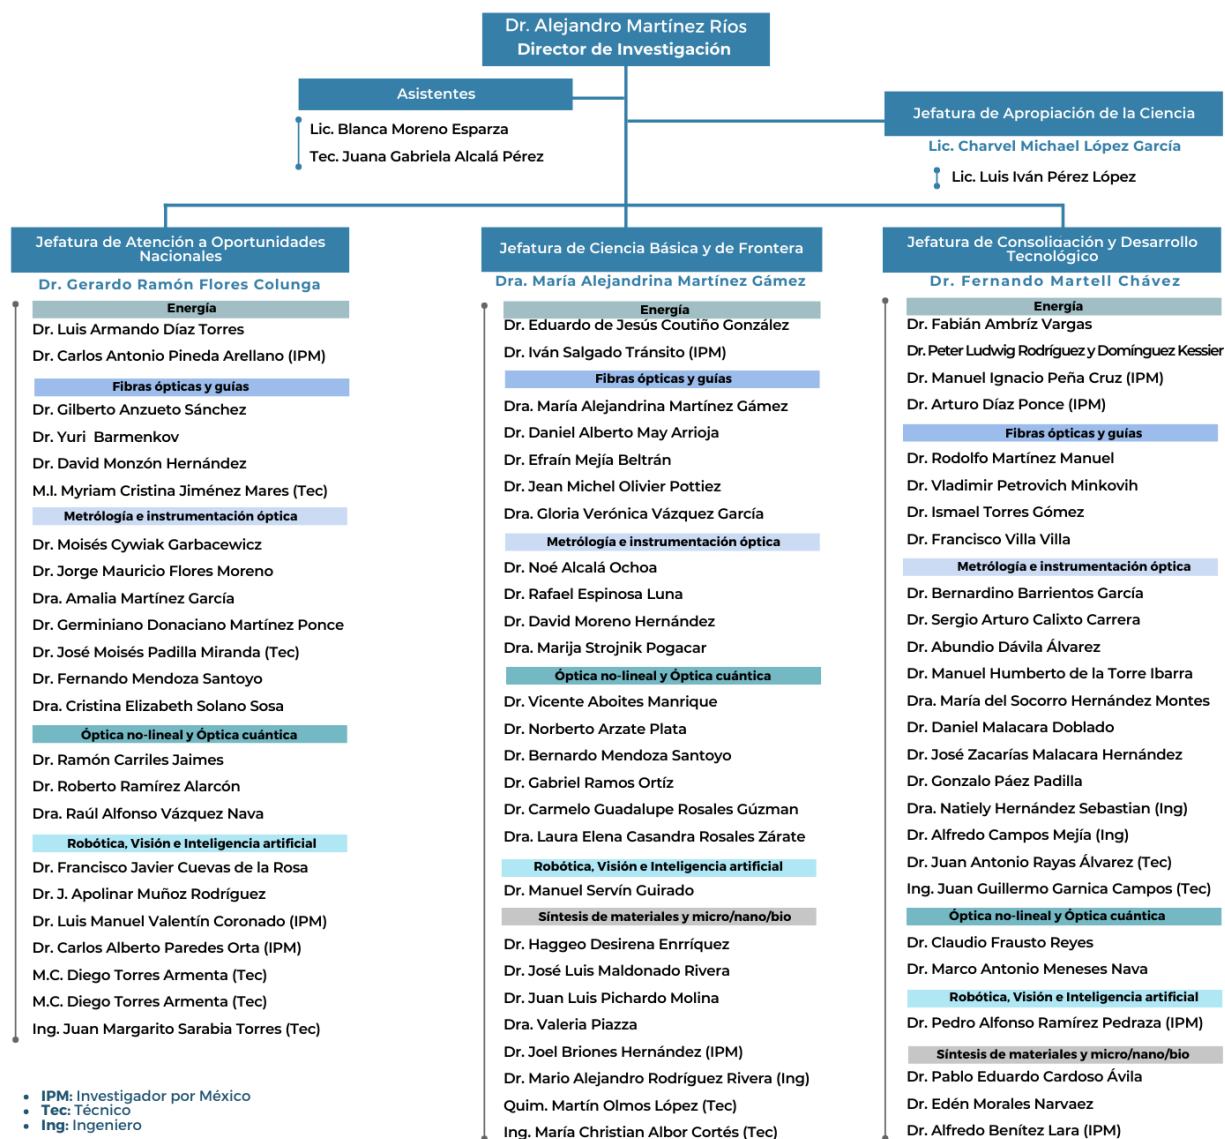 Dr. Alejandro Martínez Ríos
Director de Investigación
Asistentes
Lic. Blanca Moreno Esparza
Tec. Juana Gabriela Alcalá Pérez
Jefatura de Apropiación de la Ciencia
Lic. Charvel Michael López García
Lic. Luis Iván Pérez López
Jefatura de Atención a Oportunidades
Nacionales
Dr. Gerardo Ramón Flores Colunga
Energía
Dr. Luis Armando Díaz Torres
Dr. Carlos Antonio Pineda Arellano (IPM)
Fibras ópticas y guías
Dr. Gilberto Anzueto Sánchez
Dr. Yuri Barmenkov
Dr. David Monzón Hernández
M.I. Myriam Cristina Jiménez Mares (Tec)
Metrólogía e instrumentación óptica
Dr. Moisés Cywiak Garbacewicz
Dr. Jorge Mauricio Flores Moreno
Dra. Amalia Martínez García
Dr. Germiniano Donaciano Martínez Ponce
Dr. José Moisés Padilla Miranda (Tec)
Dr. Fernando Mendoza Santoyo
Dra. Cristina Elizabeth Solano Sosa
Óptica no-lineal y Óptica cuántica
Dr. Ramón Carriles Jaimes
Dr. Roberto Ramírez Alarcón
Dra. Raúl Alfonso Vázquez Nava
Robótica, Visión e Inteligencia artificial
Dr. Francisco Javier Cuevas de la Rosa
Dr. J. Apolinar Muñoz Rodríguez
Dr. Luis Manuel Valentín Coronado (IPM)
Dr. Carlos Alberto Paredes Orta (IPM)
M.C. Diego Torres Armenta (Tec)
M.C. Diego Torres Armenta (Tec)
Ing. Juan Margarito Sarabia Torres (Tec)
IPM: Investigador por México
Tec: Técnico
Ing: Ingeniero
Jefatura de Ciencia Básica y de Frontera
Dra. María Alejandrina Martínez Gámez
Energía
Dr. Eduardo de Jesús Coutiño González
Dr. Iván Salgado Tránsito (IPM)
Fibras ópticas y guías
Dra. María Alejandrina Martínez Gámez
Dr. Daniel Alberto May Arrioja
Dr. Efraín Mejía Beltrán
Dr. Jean Michel Olivier Pottiez
Dra. Gloria Verónica Vázquez García
Metrólogía e instrumentación óptica
Dr. Noé Alcalá Ochoa
Dr. Rafael Espinosa Luna
Dr. David Moreno Hernández
Dra. Marija Strojnik Pogacar
Óptica no-lineal y Óptica cuántica
Dr. Vicente Aboites Manrique
Dr. Norberto Arzate Plata
Dr. Bernardo Mendoza Santoyo
Dr. Gabriel Ramos Ortíz
Dr. Carmelo Guadalupe Rosales Gúzman
Dra. Laura Elena Casandra Rosales Zárate
Robótica, Visión e Inteligencia artificial
Dr. Manuel Servín Guirado
Síntesis de materiales y micro/nano/bio
Dr. Haggeo Desirena Enrríquez
Dr. José Luis Maldonado Rivera
Dr. Juan Luis Pichardo Molina
Dra. Valeria Piazza
Dr. Joel Briones Hernández (IPM)
Dr. Mario Alejandro Rodríguez Rivera (Ing)
Quim. Martín Olmos López (Tec)
Ing. María Christian Albor Cortés (Tec)
Jefatura de Consolidación y Desarrollo
Tecnológico
Dr. Fernando Martell Chávez
Energía
Dr. Fabián Ambríz Vargas
Dr. Peter Ludwig Rodríguez y Domínguez Kessier
Dr. Manuel Ignacio Peña Cruz (IPM)
Dr. Arturo Díaz Ponce (IPM)
Fibras ópticas y guías
Dr. Rodolfo Martínez Manuel
Dr. Vladimir Petrovich Minkovih
Dr. Ismael Torres Gómez
Dr. Francisco Villa Villa
Metrólogía e instrumentación óptica
Dr. Bernardino Barrientos García
Dr. Sergio Arturo Calixto Carrera
Dr. Abundio Dávila Álvarez
Dr. Manuel Humberto de la Torre Ibarra
Dra. María del Socorro Hernández Montes
Dr. Daniel Malacara Doblado
Dr. José Zacarías Malacara Hernández
Dr. Gonzalo Páez Padilla
Dra. Natiely Hernández Sebastian (Ing)
Dr. Alfredo Campos Mejía (Ing)
Dr. Juan Antonio Rayas Álvarez (Tec)
Ing. Juan Guillermo Garnica Campos (Tec)
Óptica no-lineal y Óptica cuántica
Dr. Claudio Frausto Reyes
Dr. Marco Antonio Meneses Nava
Robótica, Visión e Inteligencia artificial
Dr. Pedro Alfonso Ramírez Pedraza (IPM)
Síntesis de materiales y micro/nano/bio
Dr. Pablo Eduardo Cardoso Ávila
Dr. Edén Morales Narvaez
Dr. Alfredo Benítez Lara (IPM)